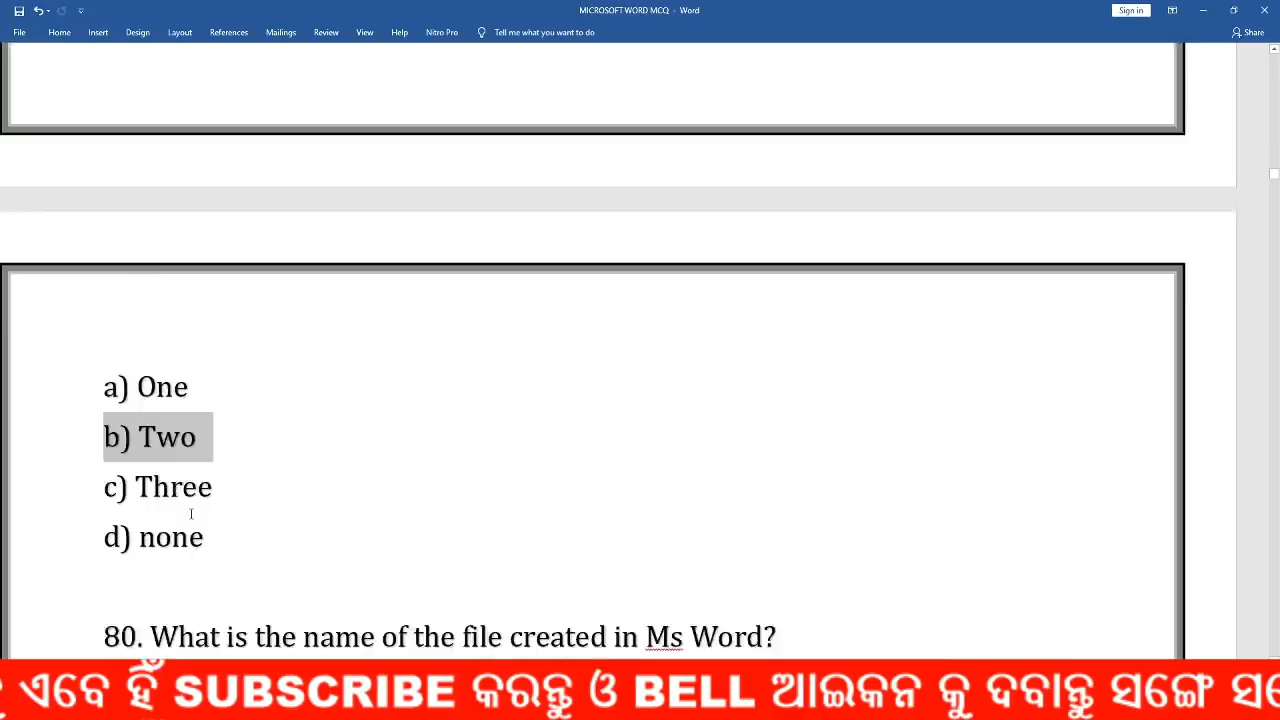 MICROSOFT WORD MCQ - Word
Sign in
File Home Insert Design Layout References Mailings Review View Help Nitro Pro Tell me what you want to do Share
a) One
b) Two
c) Three
d) none
80. What is the name of the file created in Ms Word?
ଏବେ ହିଁ SUBSCRIBE କରନ୍ତୁ ଓ BELL ଆଇକନ କୁ ଦବାନ୍ତୁ ସଙ୍ଗେ